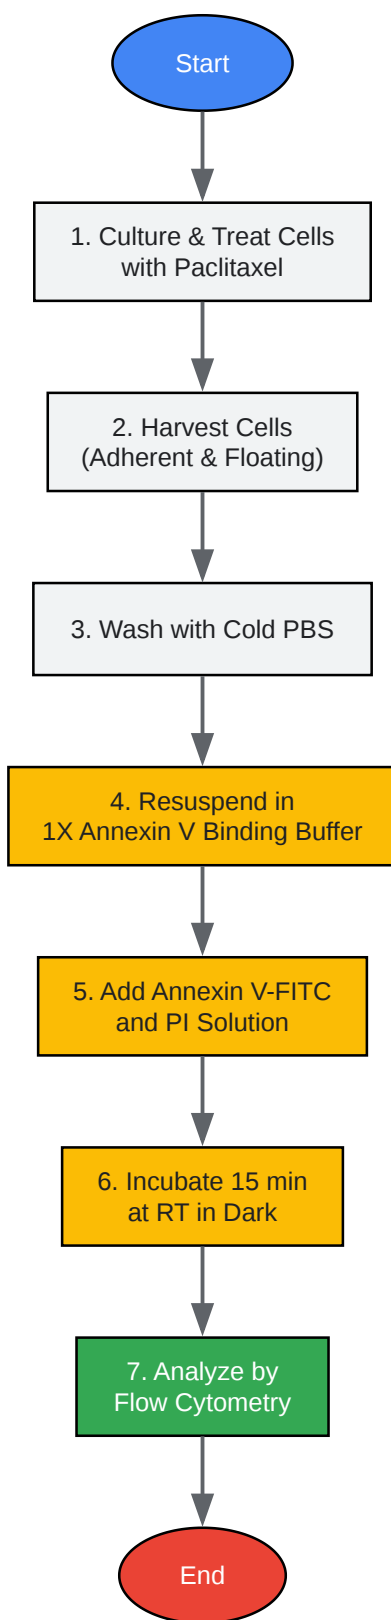 Start
1. Culture & Treat Cells
with Paclitaxel
2. Harvest Cells
(Adherent & Floating)
3. Wash with Cold PBS
4. Resuspend in
1X Annexin V Binding Buffer
5. Add Annexin V-FITC
and PI Solution
6. Incubate 15 min
at RT in Dark
7. Analyze by
Flow Cytometry
End